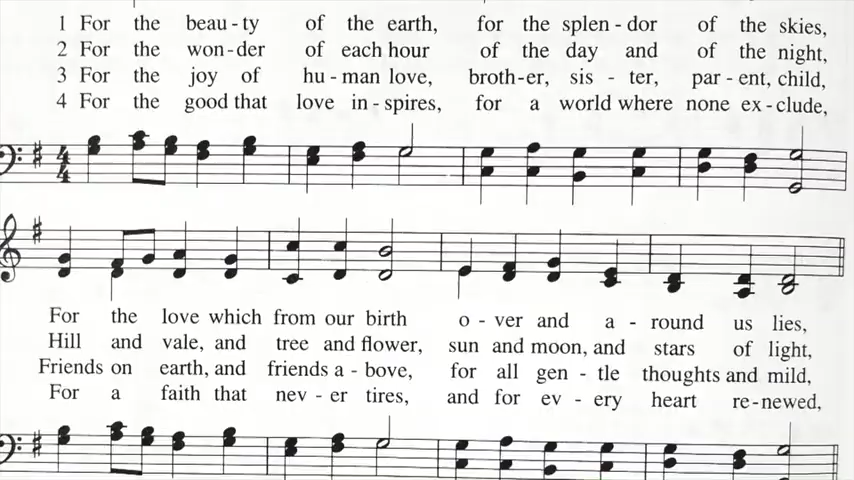 1 For the beau - ty of the earth, for the splen - dor of the skies,
2 For the won - der of each hour of the day and of the night,
3 For the joy of hu - man love, broth - er, sis - ter, par - ent, child,
4 For the good that love in - spires, for a world where none ex - clude,
4
4
For the love which from our birth o - ver and a - round us lies,
Hill and vale, and tree and flower, sun and moon, and stars of light,
Friends on earth, and friends a - bove, for all gen - tle thoughts and mild,
For a faith that nev - er tires, and for ev - ery heart re - newed,